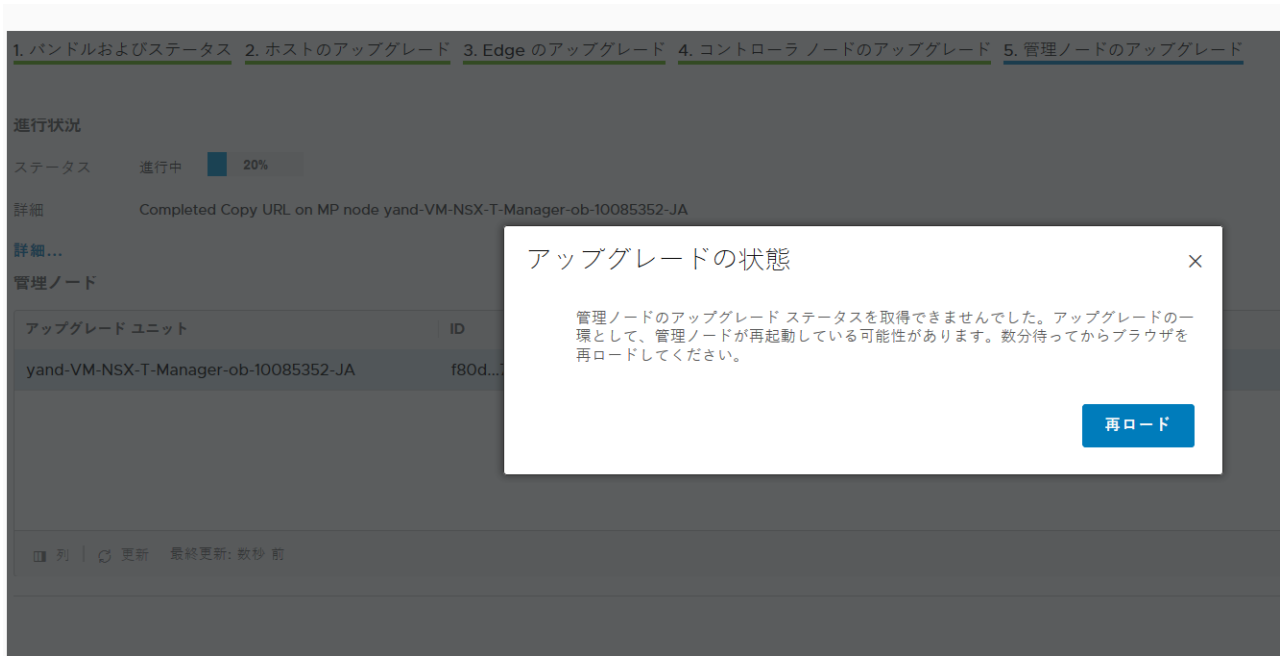 1. バンドルおよびステータス 2. ホストのアップグレード 3. Edge のアップグレード 4. コントローラ ノードのアップグレード 5. 管理ノードのアップグレード
進行状況
ステータス 進行中 20%
詳細 Completed Copy URL on MP node yand-VM-NSX-T-Manager-ob-10085352-JA
詳細...
管理ノード
アップグレード ユニット ID
yand-VM-NSX-T-Manager-ob-10085352-JA
アップグレードの状態
管理ノードのアップグレード ステータスを取得できませんでした。アップグレードの一
環として、管理ノードが再起動している可能性があります。数分待ってからブラウザを
再ロードしてください。
再ロード
列 更新 最終更新: 数秒 前